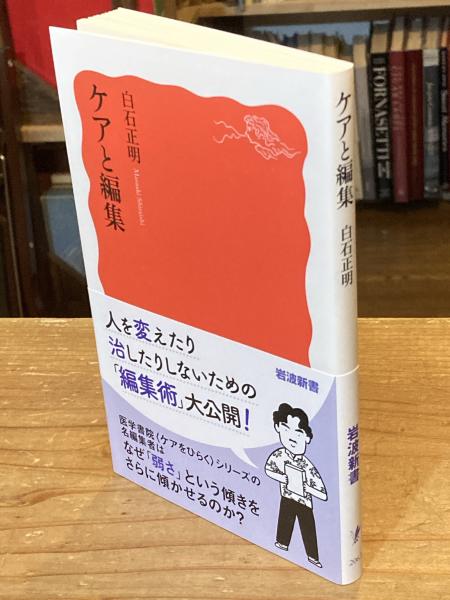 白石正明
Masaaki Shiraishi
ケアと編集
人を変えたり
治したりしないための
「編集術」大公開！
岩波新書
医学書院〈ケアをひらく〉シリーズの
名編集者は
なぜ「弱さ」という傾きを
さらに傾かせるのか？
ケアと編集
白石正明
岩波新書
FORNASETTI